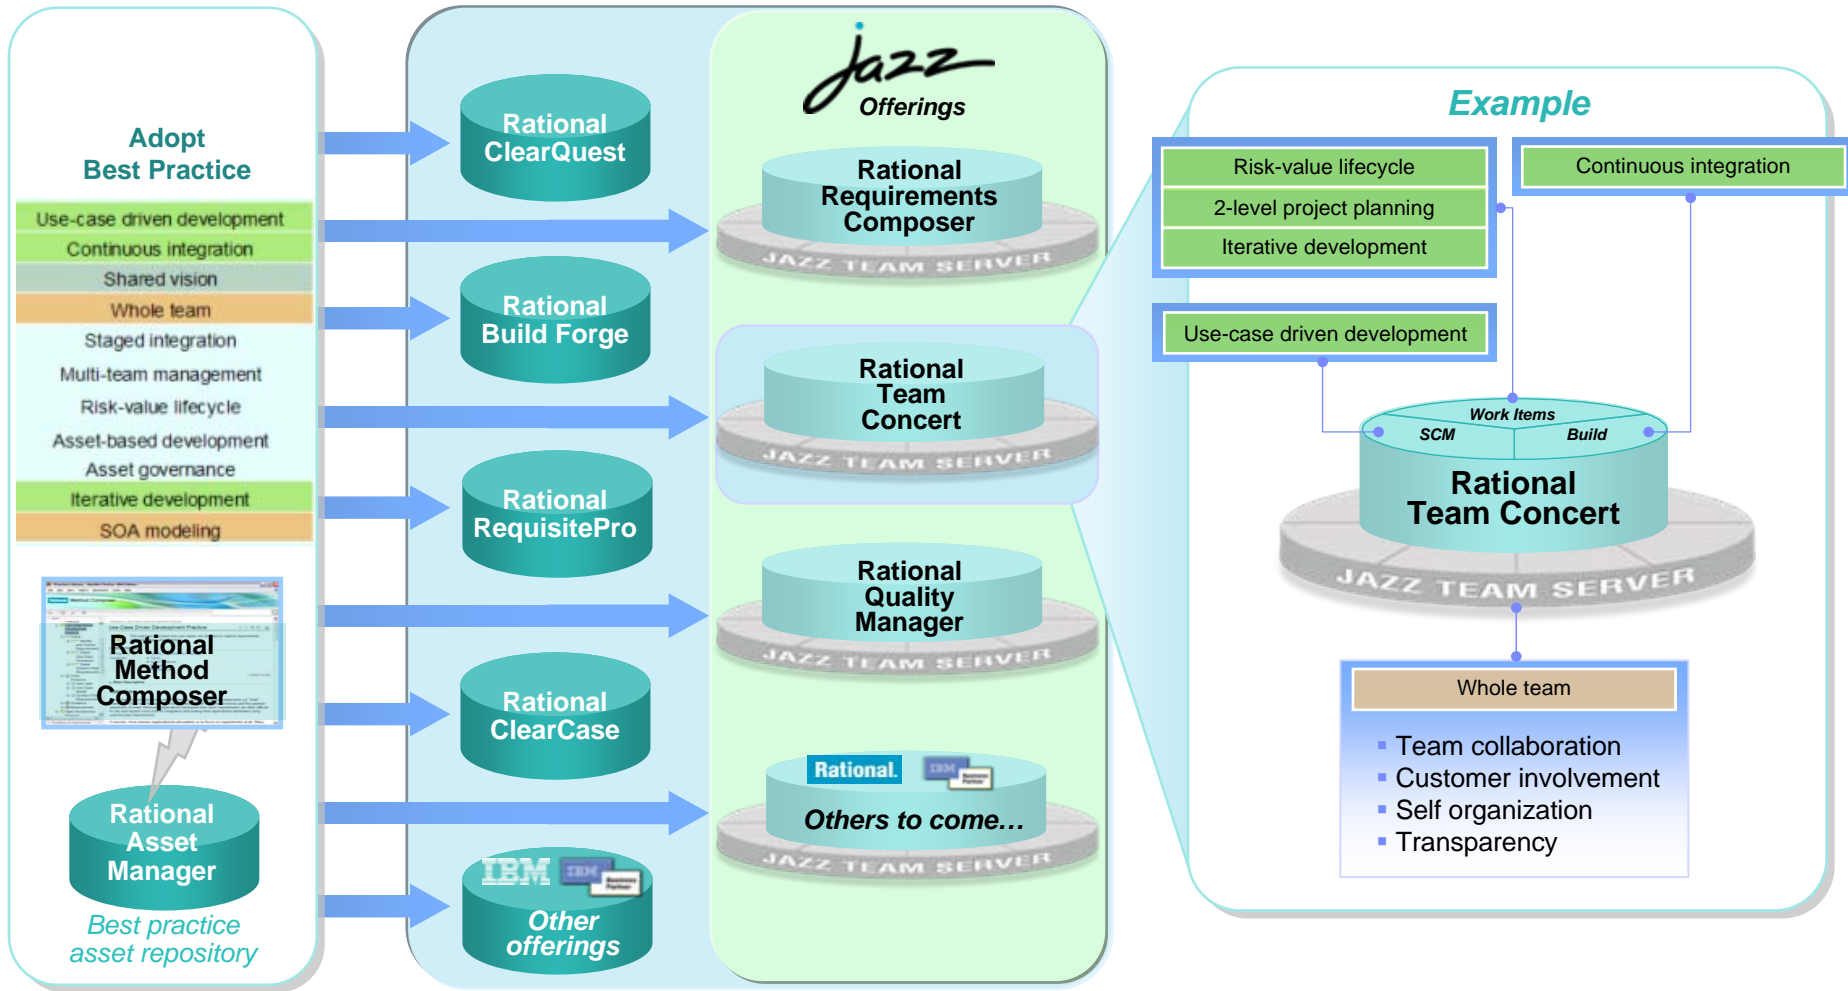 Adopt
Best Practice
Use-case driven development
Continuous integration
Shared vision
Whole team
Staged integration
Multi-team management
Risk-value lifecycle
Asset-based development
Asset governance
Iterative development
SOA modeling
Rational
Method
Composer
Rational
Asset
Manager
Best practice
asset repository
Rational
ClearQuest
Rational
Build Forge
Rational
RequisitePro
Rational
ClearCase
IBM
IBM
Business
Partner
Other
offerings
jazz
Offerings
Rational
Requirements
Composer
JAZZ TEAM SERVER
Rational
Team
Concert
JAZZ TEAM SERVER
Rational
Quality
Manager
JAZZ TEAM SERVER
Rational.
IBM
Business
Partner
Others to come…
JAZZ TEAM SERVER
Example
Risk-value lifecycle
2-level project planning
Iterative development
Continuous integration
Use-case driven development
Work Items
SCM
Build
Rational
Team Concert
JAZZ TEAM SERVER
Whole team
▪ Team collaboration
▪ Customer involvement
▪ Self organization
▪ Transparency